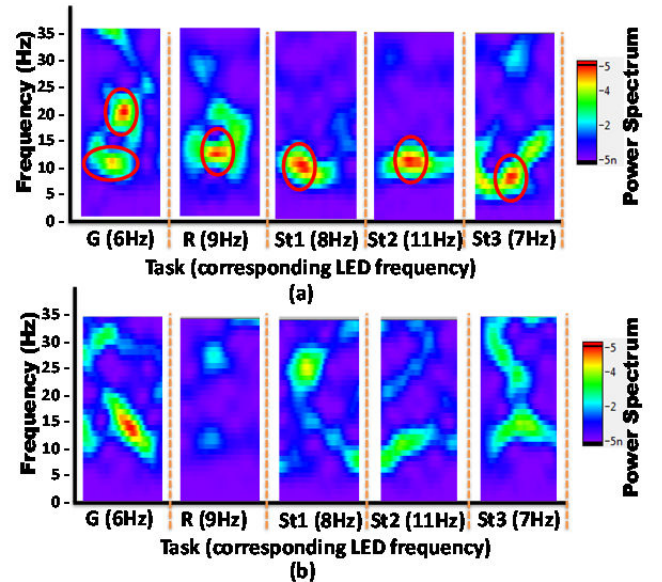 Frequency (Hz)
35 -
30 -
25 -
20 -
15 -
10 -
5 -
0 -
G (6Hz) R (9Hz) St1 (8Hz) St2 (11Hz) St3 (7Hz)
Task (corresponding LED frequency)
(a)
-5
-4
-2
-5n
Power Spectrum
Frequency (Hz)
35 -
30 -
25 -
20 -
15 -
10 -
5 -
0 -
G (6Hz) R (9Hz) St1 (8Hz) St2 (11Hz) St3 (7Hz)
Task (corresponding LED frequency)
(b)
-5
-4
-2
-5n
Power Spectrum